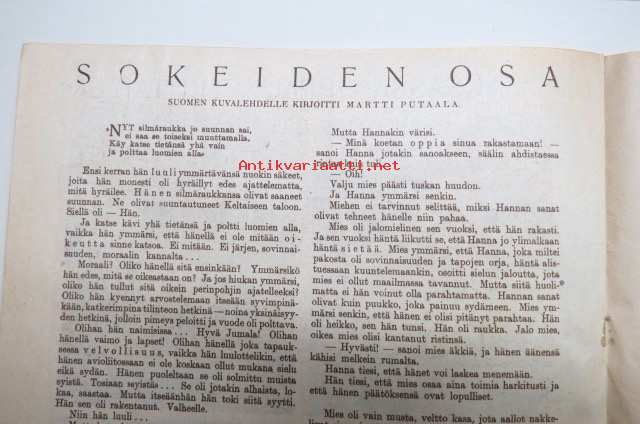 SOKEIDEN OSA
SUOMEN KUVALEHDELLE KIRJOITTI MARTTI PUTAALA.
»NYT silmäraukka jo suunnan sai,
ei saa se toiseksi muuttamalla.
Käy katse tietänsä yhä vain
ja polttaa luomien alla»
Ensi kerran hän luuli ymmärtävänsä nuokin säkeet,
joita hän monesti oli hyräillyt edes ajattelematta,
mitä hyräilee. Hänen silmäraukkansa olivat saaneet
suunnan. Ne olivat suuntautuneet Keltaiseen taloon.
Siellä oli — Hän.
Ja katse kävi yhä tietänsä ja poltti luomien alla,
vaikka hän ymmärsi, että hänellä ei ole mitään oi-
keutta sinne katsoa. Ei mitään. Ei järjen, sovinnai-
suuden, moraalin kannalta...
Moraali? Oliko hänellä sitä ensinkään? Ymmärsikö
hän edes, mitä se oikeastaan on? Ja jos hiukan ymmärsi,
oliko hän tullut sitä oikein perinpohjin ajatelleeksi?
Oliko hän kyennyt arvostelemaan itseään syvimpinä-
kään, katkerimpina tilinteon hetkinä — noina yksinäisyy-
den hetkinä, jolloin pimeys peloitti ja vuode oli polttava.
Olihan hän naimisissa... Hyvä Jumala! Olihan
hänellä vaimo ja lapset! Olihan hänellä joka tapauk-
sessa velvollisuus, vaikka hän luulottelikin, että
hänen avioliitossaan ei ole koskaan ollut mukana sielu
eikä sydän. Hänen puoleltaan se oli solmittu muista
syistä. Tosiaan seyistäs... Se oli jotakin alhaista, lo-
kaa, saastaa. Mutta itseäänhän hän toki siitä syytti.
Hän sen oli rakentanut. Valheelle.
Niin hän luuli...
Mutta Hannakin värisi.
— Minä koetan oppia sinua rakastamaan! —
sanoi Hanna jotakin sanoakseen, säälin ahdistaessa
Antikvariaatti.net
— Oih!
Valju mies päästi tuskan huudon.
Ja Hanna ymmärsi senkin.
Miehen ei tarvinnut selittää, miksi Hannan sanat
olivat tehneet hänelle niin pahaa.
Mies oli jalomielinen sen vuoksi, että hän rakasti.
Ja sen vuoksi häntä liikutti se, että Hanna jo ylimalkaan
häntä sietää. Mies ymmärsi, että Hanna, joka miltei
pakosta oli sovinnaisuuden ja tapojen orja, häntä alis-
tuessaan kuuntelemaankin, osoitti sielun jaloutta, jota
mies ei ollut maailmassa tavannut. Mutta siitä huoli-
matta ei hän voinut olla parahtamatta. Hannan sanat
olivat kuin puukko, joka painuu sydämeen. Mies ym-
märsi senkin, että hänen ei olisi pitänyt parahtaa. Hän
oli heikko, sen hän tunsi. Hän oli raukka. Jalo mies,
oikea mies olisi kantanut ristinsä.
— Hyvästi! — sanoi mies äkkiä, ja hänen äänensä
kähisi melkein rumalta.
Hanna tiesi, että hänet voi laskea menemään.
Hän tiesi, että mies osaa aina toimia harkitusti ja
että hänen päätöksensä ovat lopulliset.
Mies oli vain musta, veltto kasa, jota aallot nakke-